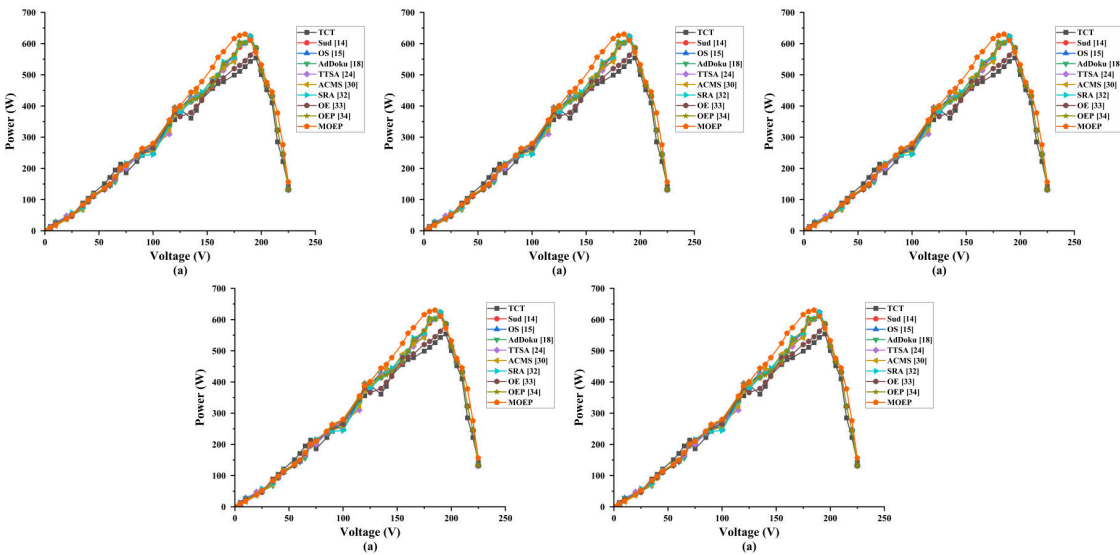 Power (W)
700
600
500
400
300
200
100
0
TCT
Sud [14]
OS [15]
AdDoku [18]
TTSA [24]
ACMS [30]
SRA [32]
OE [33]
OEP [34]
MOEP
0 50 100 150 200 250
Voltage (V)
(a)
Power (W)
700
600
500
400
300
200
100
0
TCT
Sud [14]
OS [15]
AdDoku [18]
TTSA [24]
ACMS [30]
SRA [32]
OE [33]
OEP [34]
MOEP
0 50 100 150 200 250
Voltage (V)
(a)
Power (W)
700
600
500
400
300
200
100
0
TCT
Sud [14]
OS [15]
AdDoku [18]
TTSA [24]
ACMS [30]
SRA [32]
OE [33]
OEP [34]
MOEP
0 50 100 150 200 250
Voltage (V)
(a)
Power (W)
700
600
500
400
300
200
100
0
TCT
Sud [14]
OS [15]
AdDoku [18]
TTSA [24]
ACMS [30]
SRA [32]
OE [33]
OEP [34]
MOEP
0 50 100 150 200 250
Voltage (V)
(a)
Power (W)
700
600
500
400
300
200
100
0
TCT
Sud [14]
OS [15]
AdDoku [18]
TTSA [24]
ACMS [30]
SRA [32]
OE [33]
OEP [34]
MOEP
0 50 100 150 200 250
Voltage (V)
(a)